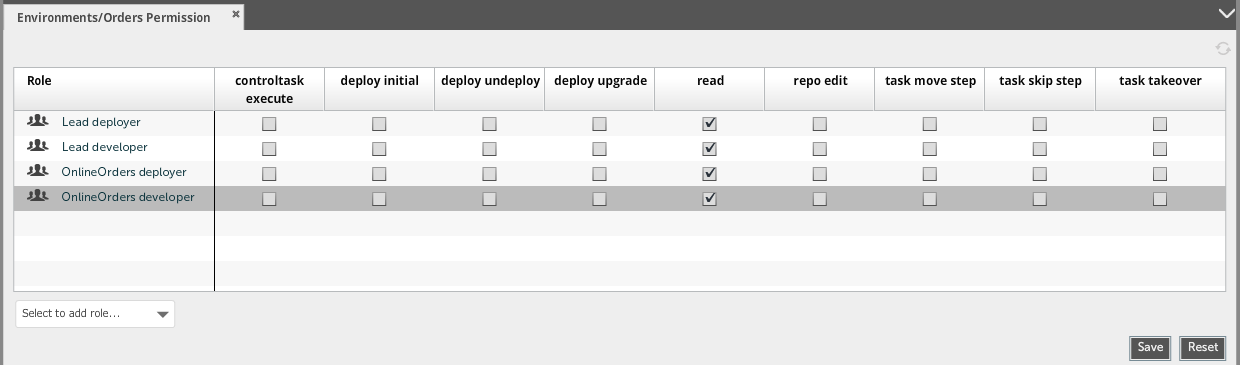 Environments/Orders Permission
Role controltask execute deploy initial deploy undeploy deploy upgrade read repo edit task move step task skip step task takeover
Lead deployer
Lead developer
OnlineOrders deployer
OnlineOrders developer
Select to add role...
Save Reset